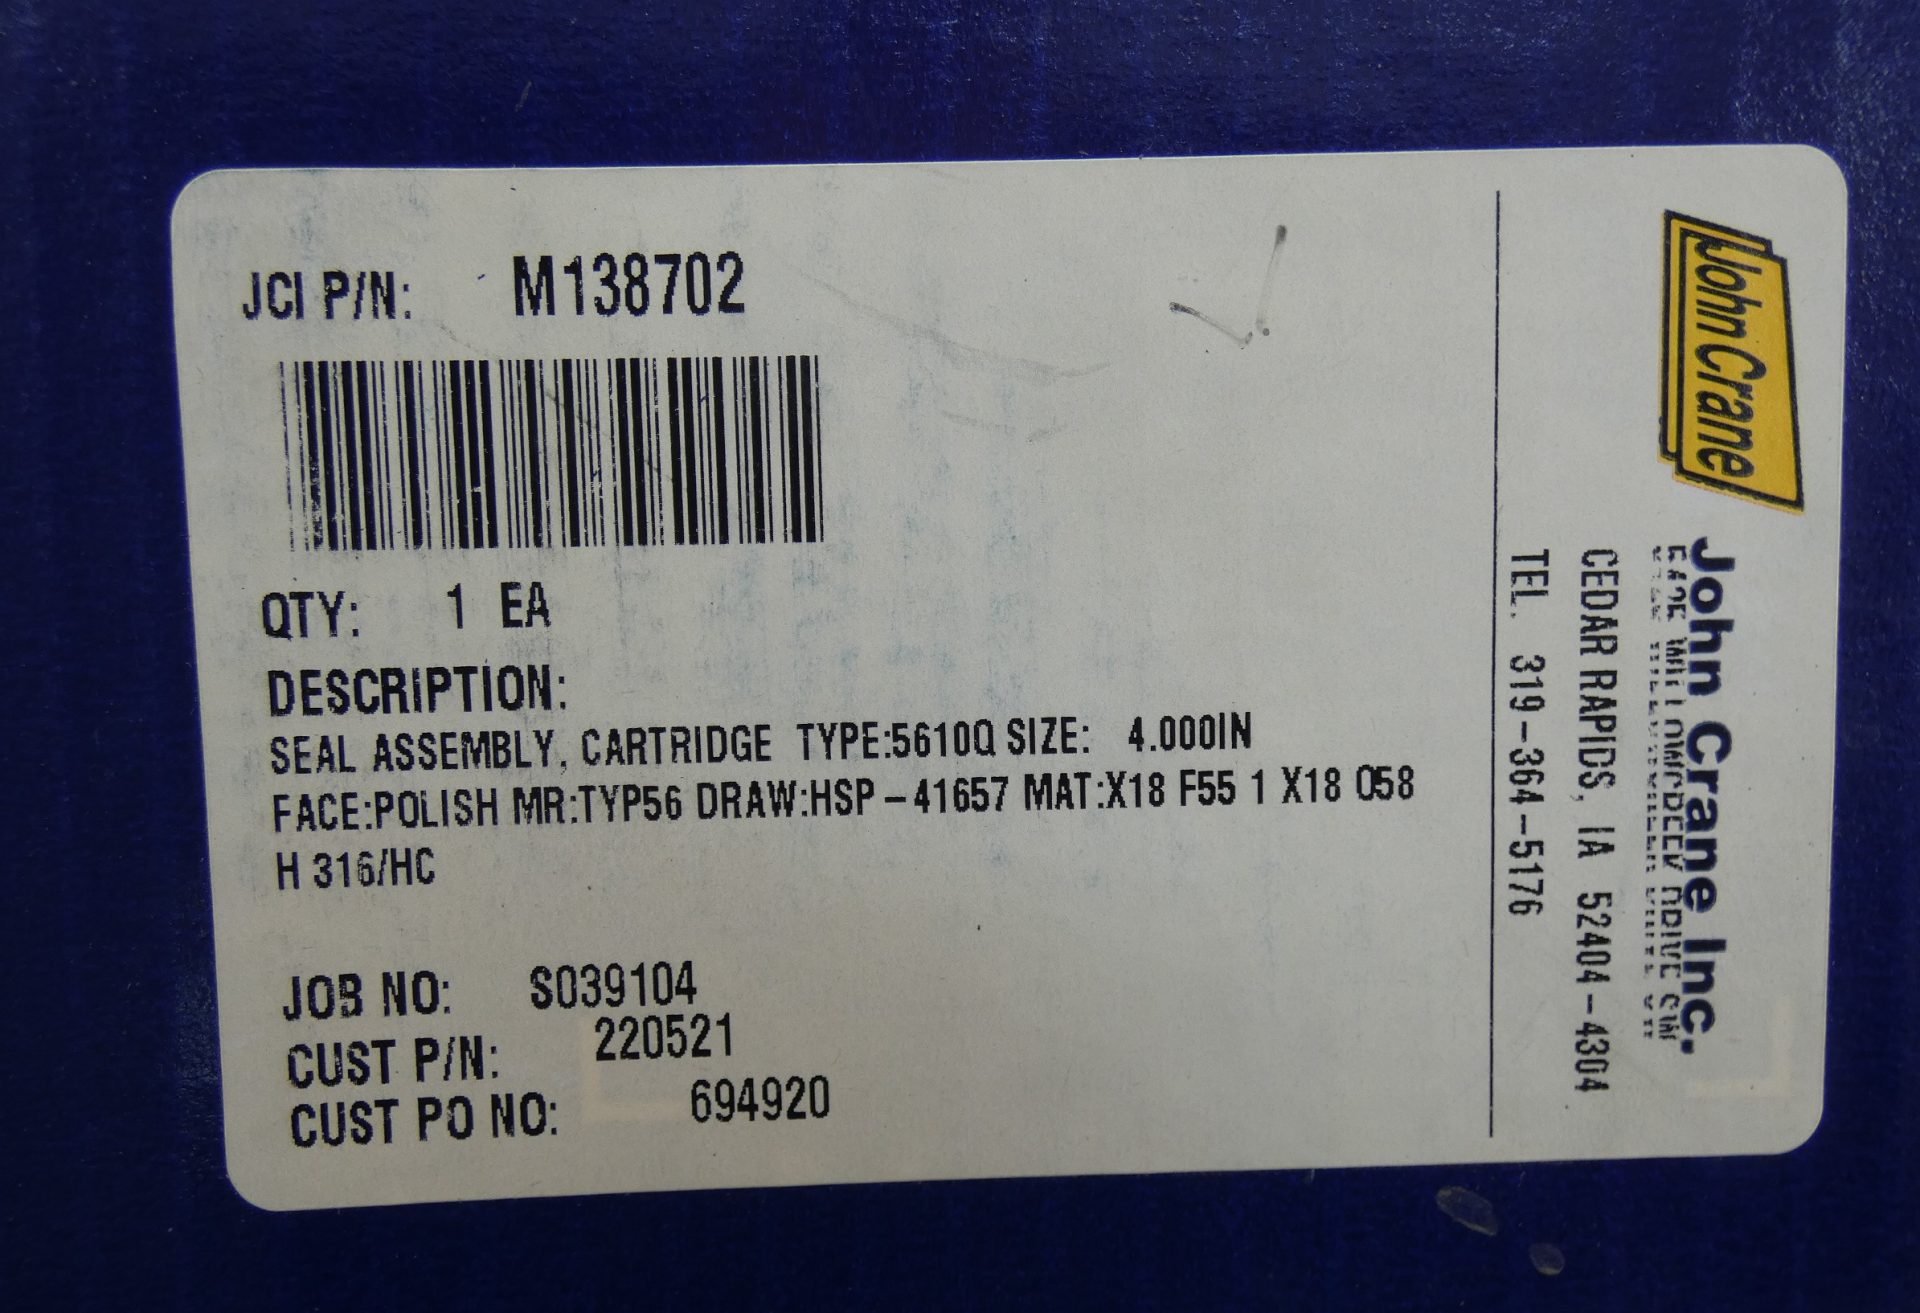 JCI P/N: M138702
QTY: 1 EA
DESCRIPTION:
SEAL ASSEMBLY, CARTRIDGE TYPE:5610Q SIZE: 4.000IN
FACE:POLISH MR:TYP56 DRAW:HSP-41657 MAT:X18 F55 1 X18 O58
H 316/HC
JOB NO: S039104
CUST P/N: 220521
CUST PO NO: 694920
John Crane
John Crane Inc.
CEDAR RAPIDS, IA 52404-4304
TEL. 319-364-5176